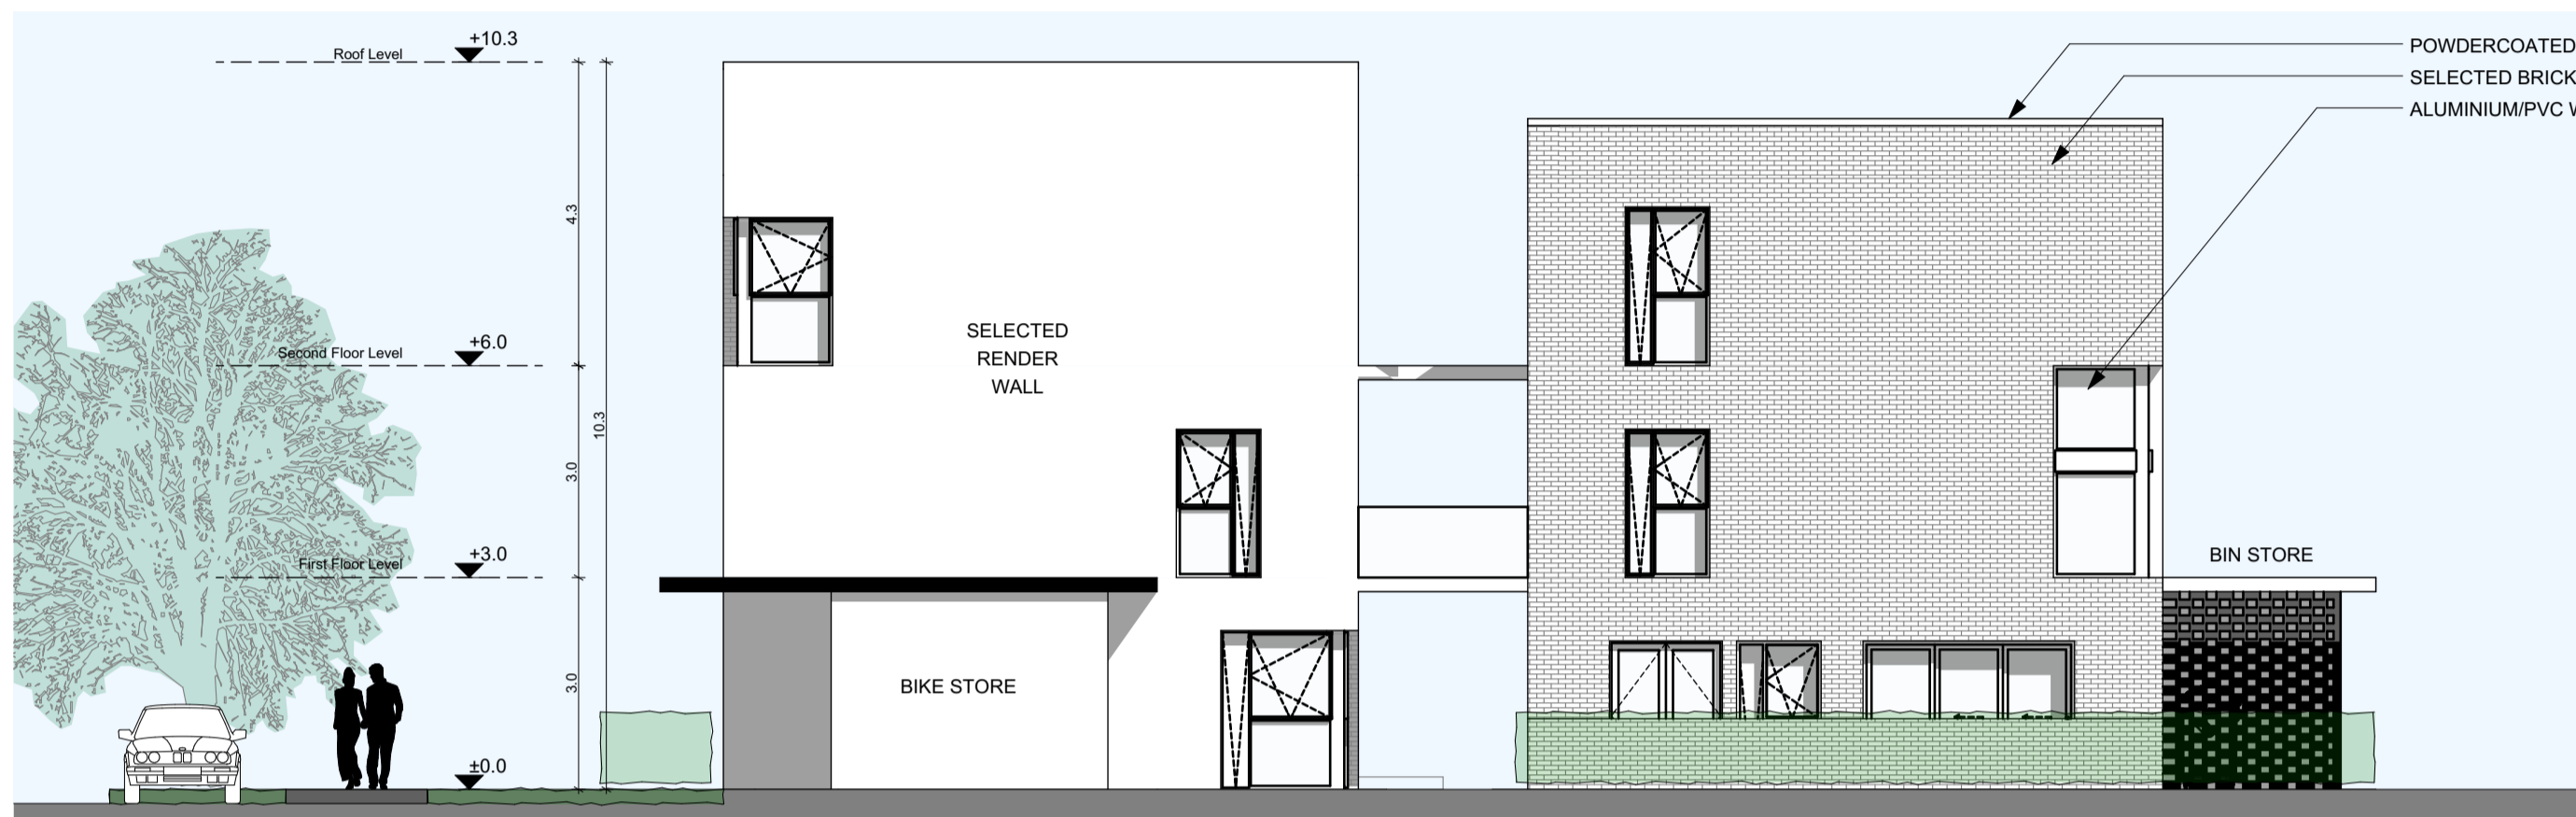 Roof Level
+10.3
POWDERCOATED
SELECTED BRICK
ALUMINIUM/PVC W
4.3
Second Floor Level
+6.0
SELECTED
RENDER
WALL
10.3
3.0
First Floor Level
+3.0
BIN STORE
3.0
BIKE STORE
±0.0